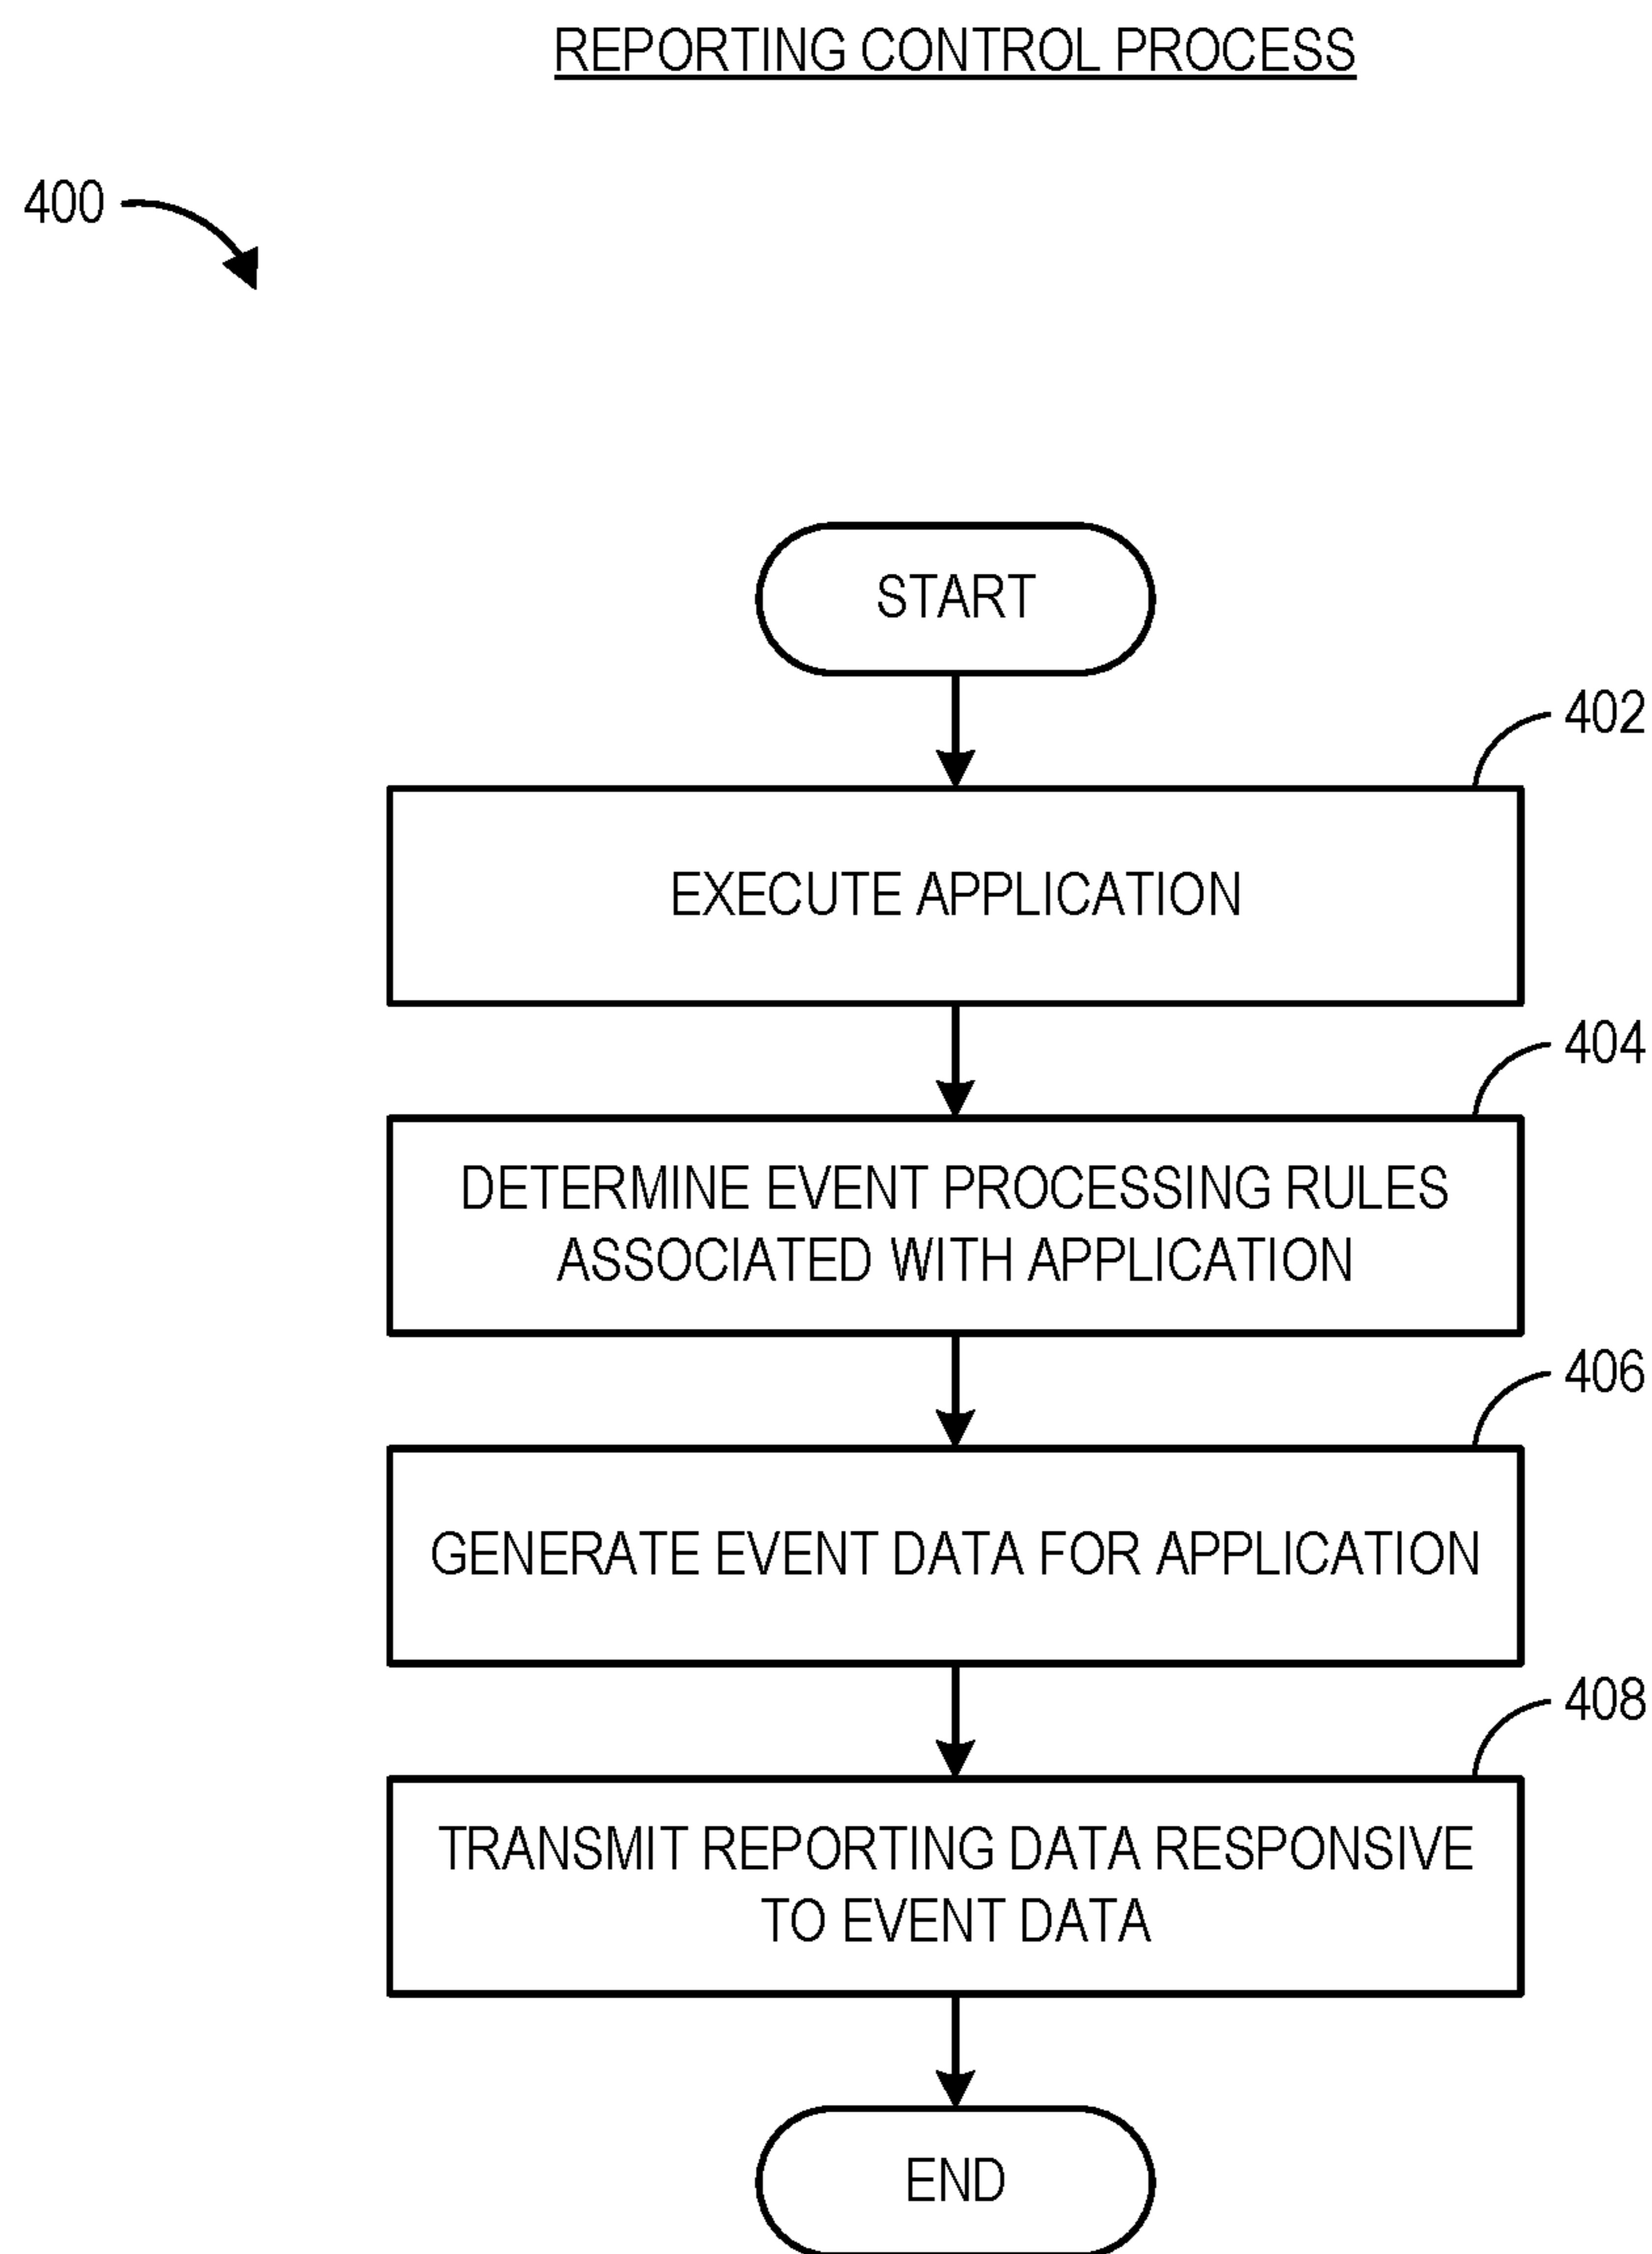 REPORTING CONTROL PROCESS
400
START
402
EXECUTE APPLICATION
404
DETERMINE EVENT PROCESSING RULES
ASSOCIATED WITH APPLICATION
406
GENERATE EVENT DATA FOR APPLICATION
408
TRANSMIT REPORTING DATA RESPONSIVE
TO EVENT DATA
END